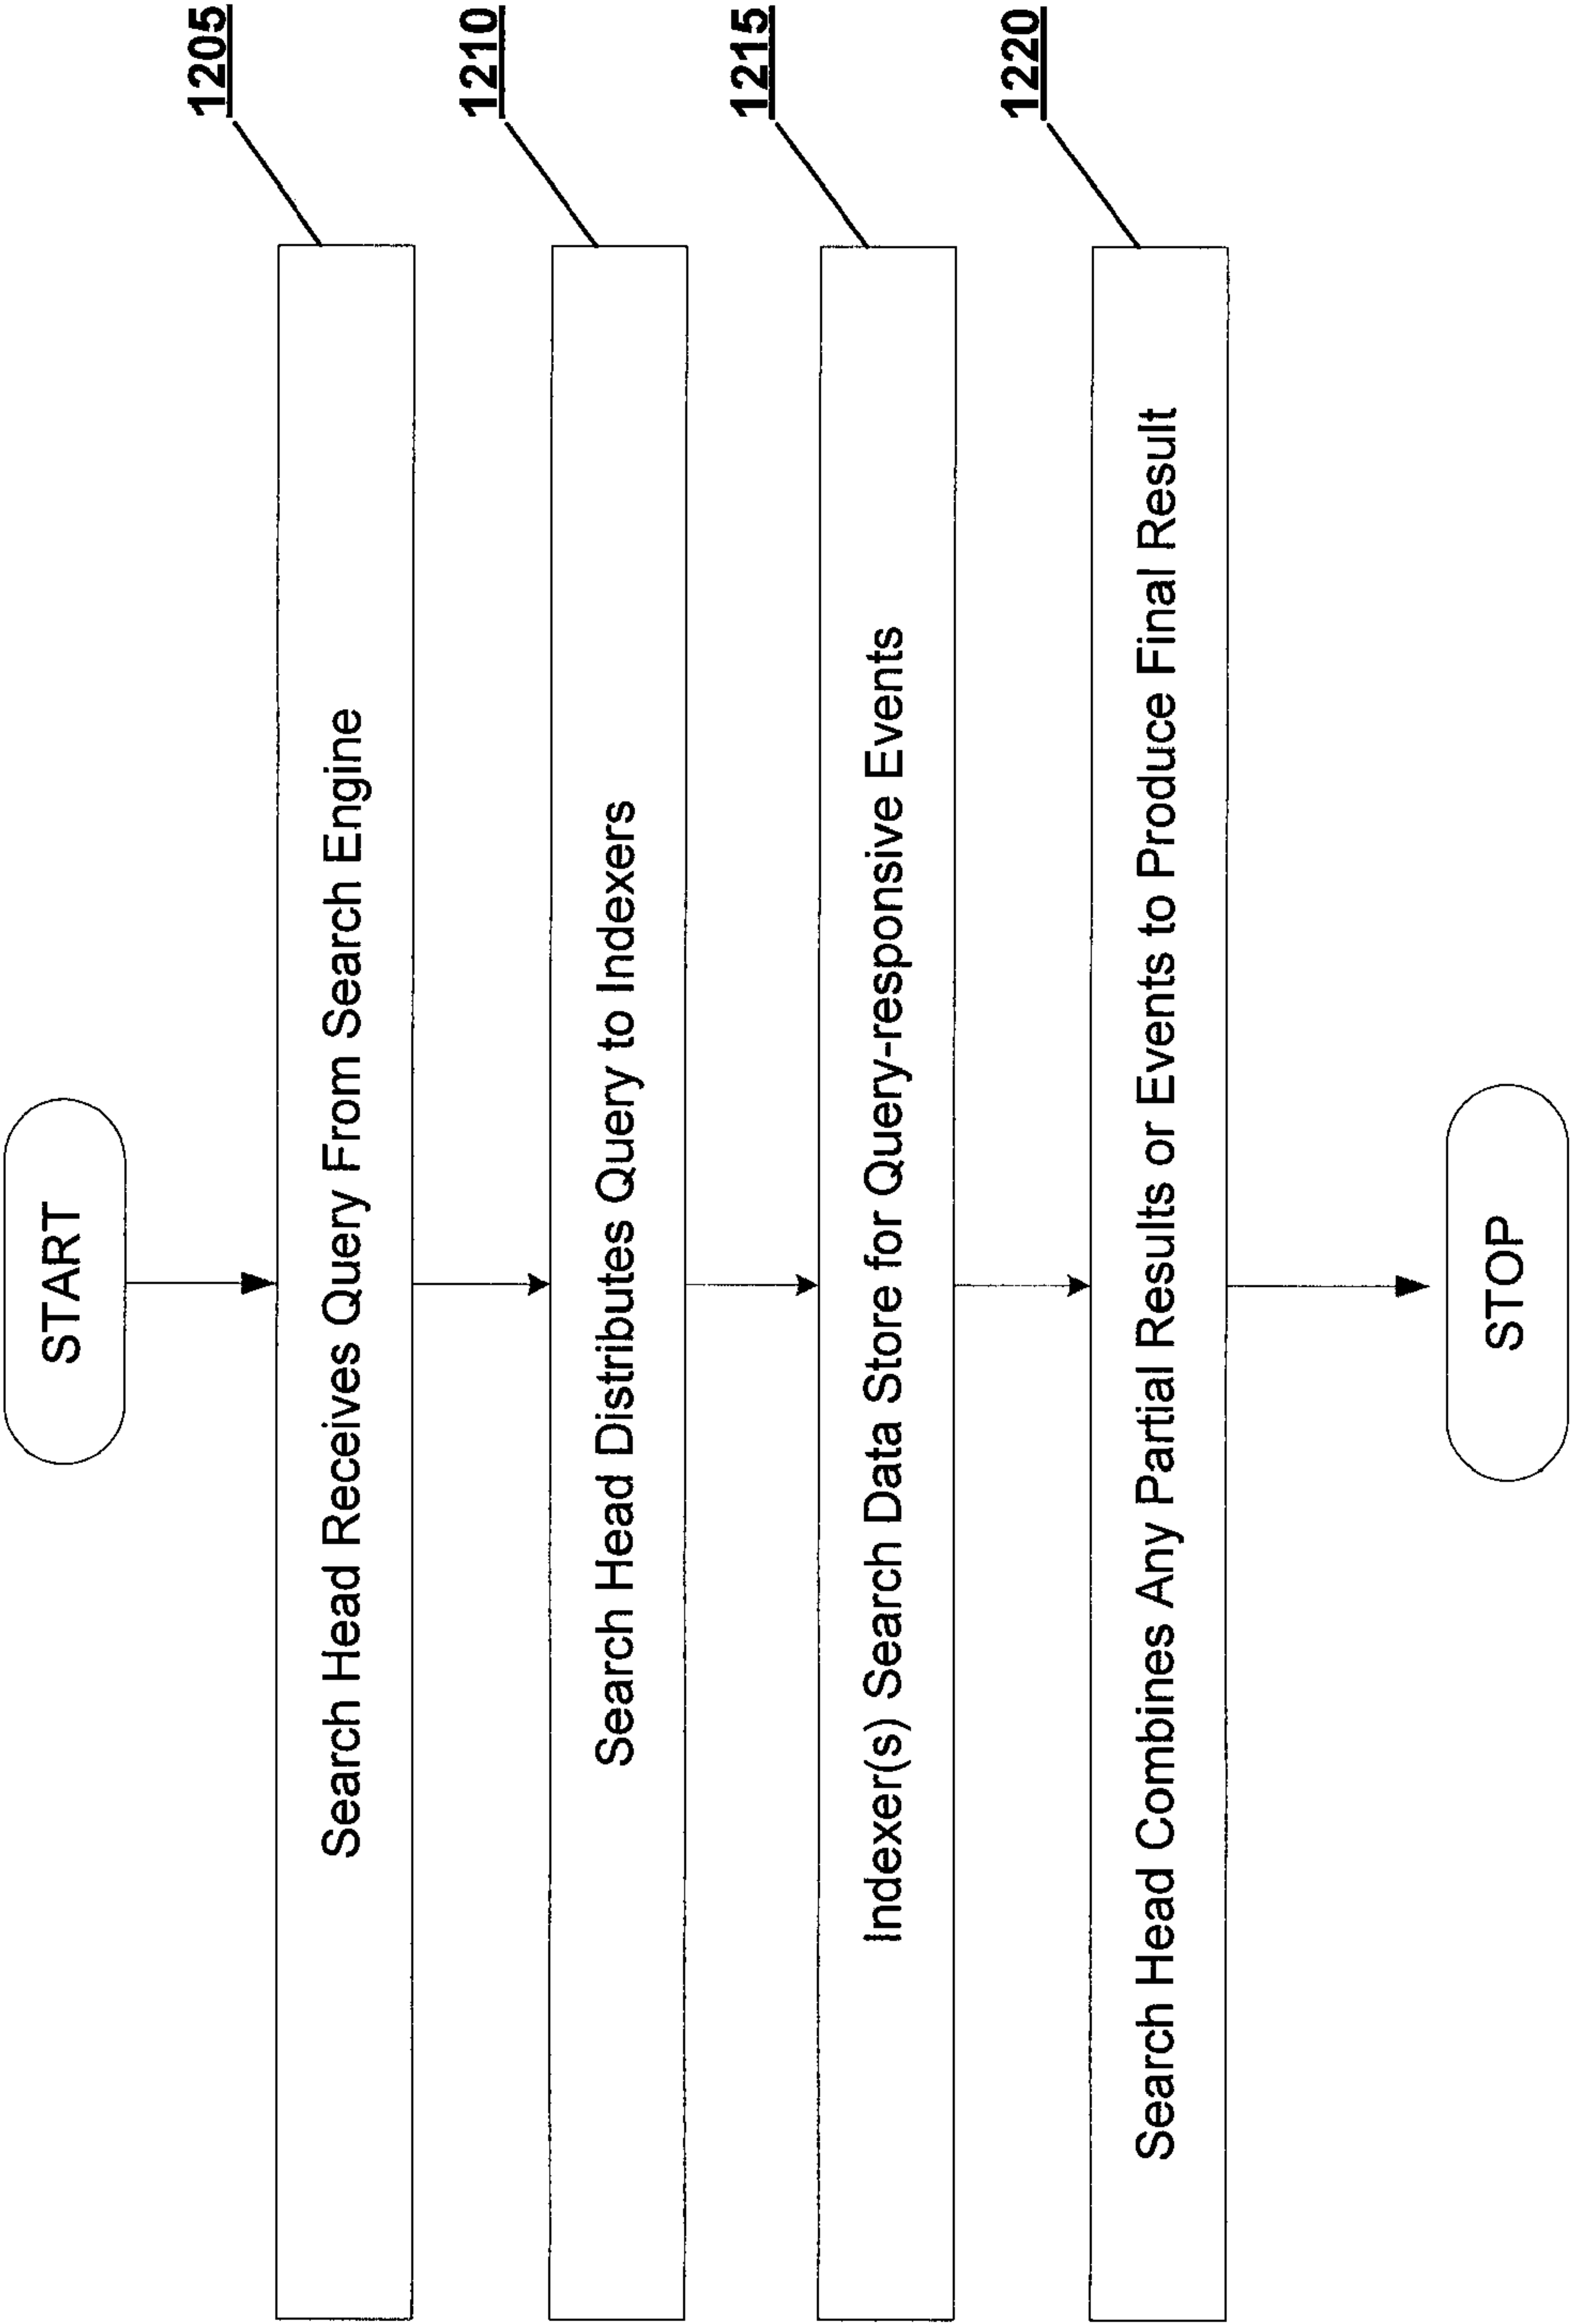 START
Search Head Receives Query From Search Engine
1205
Search Head Distributes Query to Indexers
1210
Indexer(s) Search Data Store for Query-responsive Events
1215
Search Head Combines Any Partial Results or Events to Produce Final Result
1220
STOP